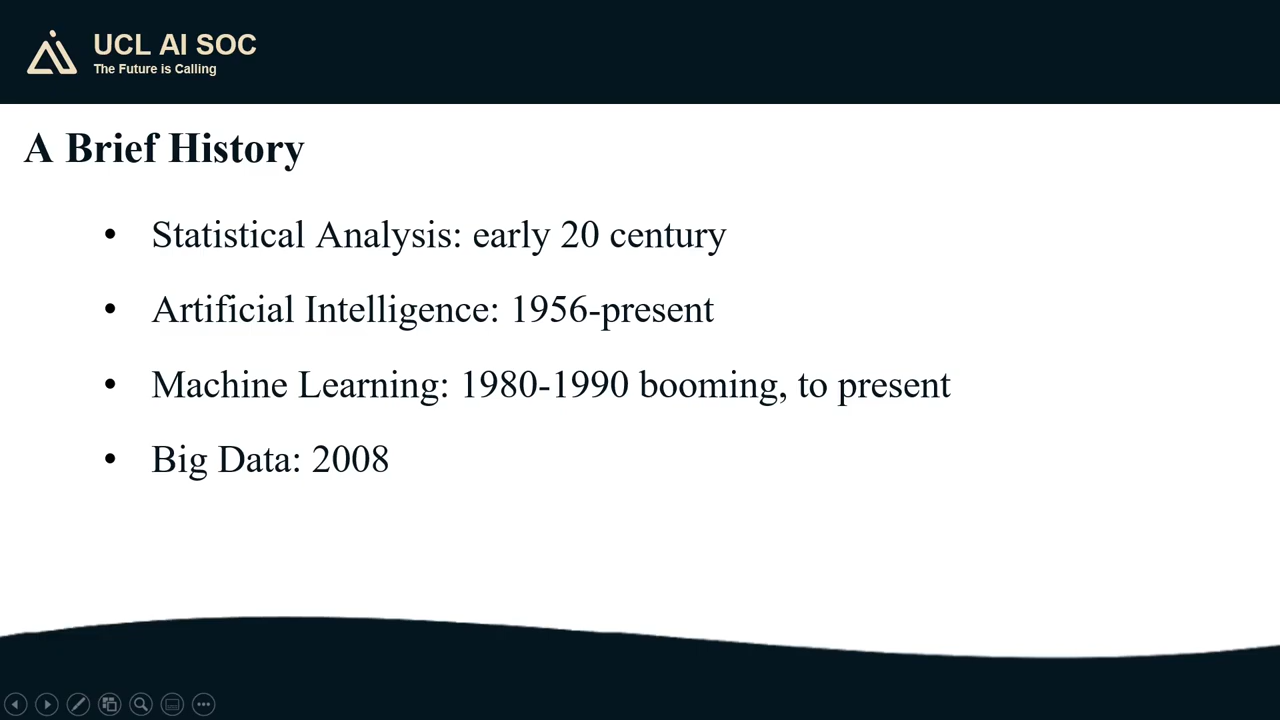 UCL AI SOC
The Future is Calling
A Brief History
• Statistical Analysis: early 20 century
• Artificial Intelligence: 1956-present
• Machine Learning: 1980-1990 booming, to present
• Big Data: 2008